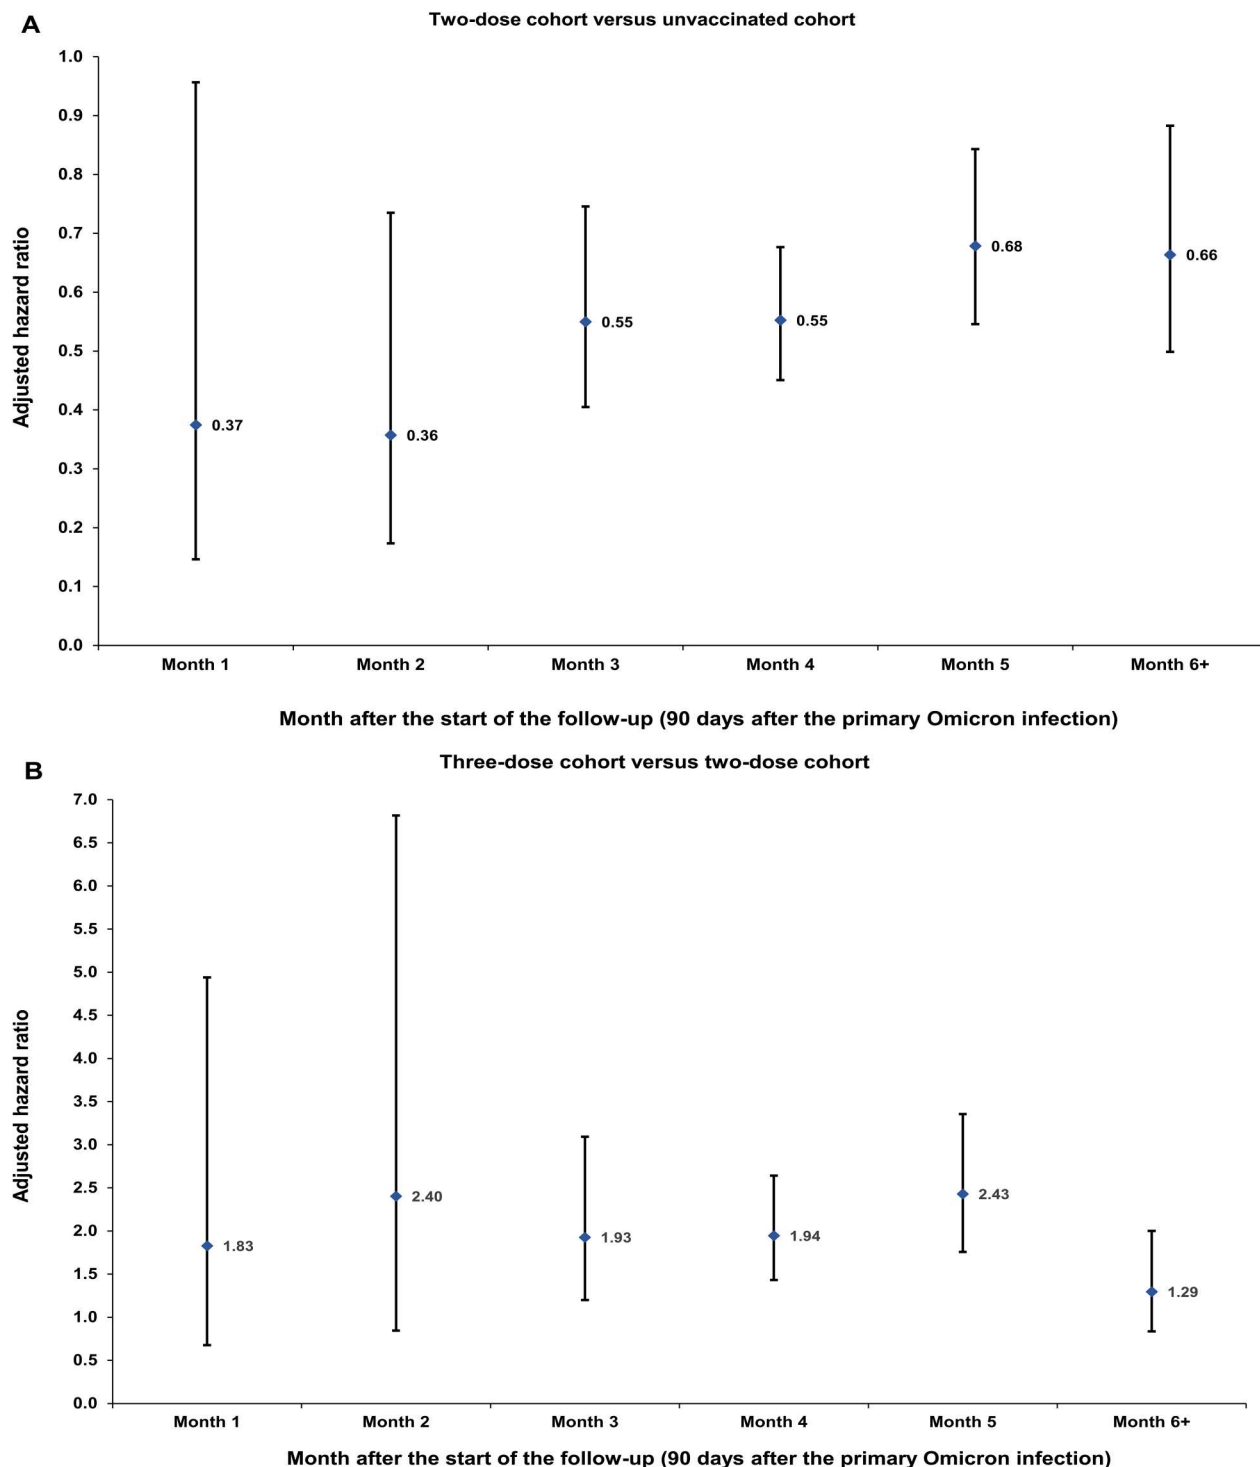 A
Two-dose cohort versus unvaccinated cohort
Adjusted hazard ratio
1.0
0.9
0.8
0.7
0.6
0.5
0.4
0.3
0.2
0.1
0.0
0.37
0.36
0.55
0.55
0.68
0.66
Month 1
Month 2
Month 3
Month 4
Month 5
Month 6+
Month after the start of the follow-up (90 days after the primary Omicron infection)
B
Three-dose cohort versus two-dose cohort
Adjusted hazard ratio
7.0
6.5
6.0
5.5
5.0
4.5
4.0
3.5
3.0
2.5
2.0
1.5
1.0
0.5
0.0
1.83
2.40
1.93
1.94
2.43
1.29
Month 1
Month 2
Month 3
Month 4
Month 5
Month 6+
Month after the start of the follow-up (90 days after the primary Omicron infection)